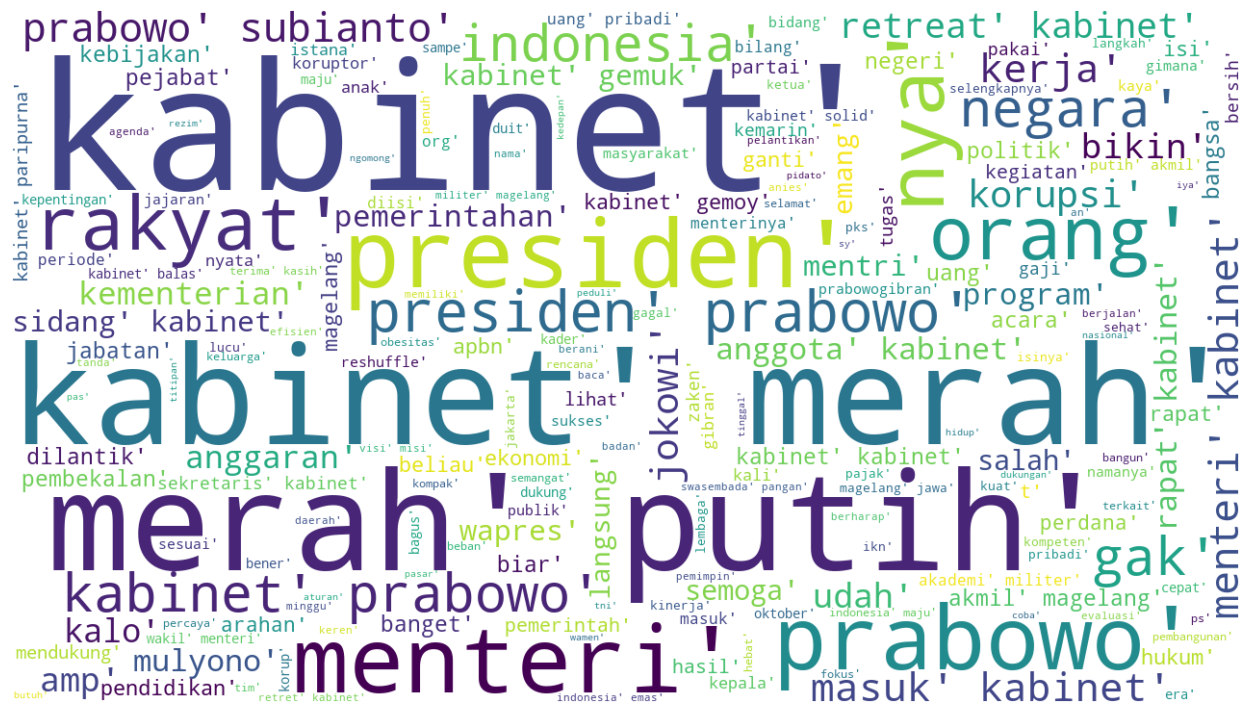 prabowo' subianto'
uang' pribadi'
bidang'
retreat' kabinet'
kebijakan'
istana'
sampe'
indonesia'
bilang'
negeri'
pakai'
langkah'
isi'
pejabat'
koruptor'
kabinet' gemuk'
partai'
kerja'
gimana'
maju'
anak'
ketua'
selengkapnya'
kaya'
bersih'
kabinet'
nya'
negara'
penuh'
kabinet' solid'
kedepan'
agenda'
rezim'
org'
duit'
kemarin'
emang'
pelantikan'
bikin'
bangsa'
ngomong'
nama'
masyarakat'
ganti'
politik'
putih' akmil'
anies'
pidato'
kegiatan'
iya'
kabinet' paripurna'
kepentingan'
jajaran'
diisi'
militer' magelang'
kabinet' gemoy'
selamat'
korupsi'
an'
rakyat'
pemerintahan'
menterinya'
pks'
tugas'
orang'
sy'
presiden'
periode'
nyata'
mentri'
uang'
gaji'
kabinet' balas'
terima' kasih'
magelang'
kementerian'
memiliki'
peduli'
prabowogibran'
program'
berjalan'
presiden' prabowo'
gagal'
acara'
sehat'
sidang' kabinet'
efisien'
obesitas'
kader'
berani'
nasional'
jabatan'
lucu'
keluarga'
apbn'
anggota' kabinet'
isinya'
tanda'
reshuffle'
rencana'
rapat' kabinet'
menteri' kabinet'
kabinet' merah'
pas'
titipan'
baca'
lihat'
jokowi'
zaken'
gibran'
tinggal'
sukses'
jakarta'
rapat'
hidup'
dilantik'
anggaran'
visi' misi'
badan'
kabinet' kabinet'
salah'
bangun'
beliau'
ekonomi'
namanya'
pembekalan'
sekretaris' kabinet'
kompak'
semangat'
dukung'
langsung'
kali'
pajak'
dukungan'
swasembada' pangan'
magelang' jawa'
kuat'
t'
merah' putih'
publik'
terkait'
daerah'
bagus'
wapres'
lembaga'
berharap'
perdana'
sesuai'
beban'
ikn'
kompeten'
bener'
biar'
pribadi'
gak'
pasar'
pemimpin'
kabinet' prabowo'
aturan'
tni'
semoga'
udah'
akademi' militer'
cepat'
minggu'
kinerja'
akmil' magelang'
kalo'
percaya'
arahan'
banget'
pemerintah'
masuk'
oktober'
indonesia' maju'
coba'
evaluasi'
ps'
keren'
wakil' menteri'
wamen'
prabowo'
pembangunan'
mendukung'
mulyono'
korup'
menteri'
hasil'
hebat'
fokus'
hukum'
amp'
pendidikan'
tim'
kepala'
masuk' kabinet'
butuh'
retret' kabinet'
indonesia' emas'
era'